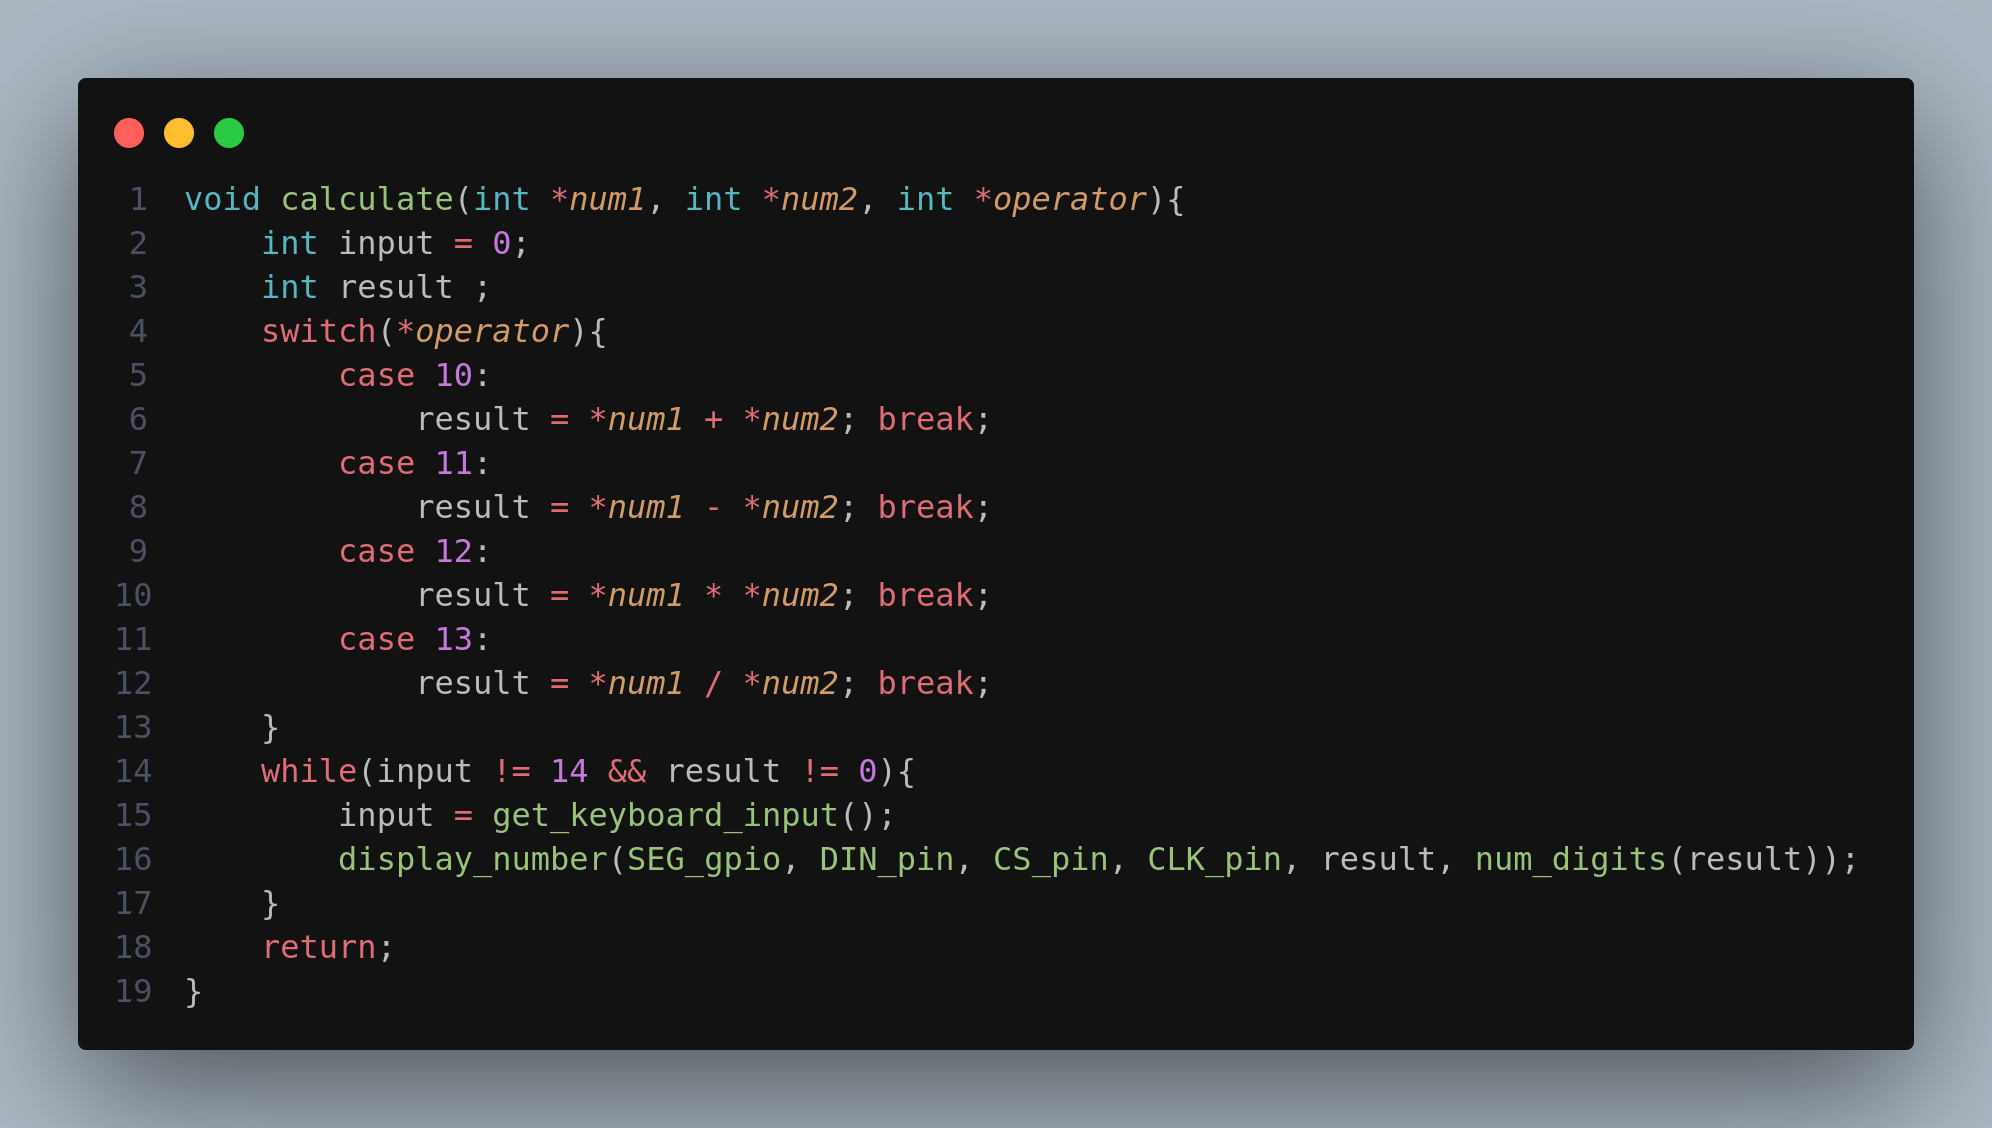 1 void calculate(int *num1, int *num2, int *operator){
2     int input = 0;
3     int result ;
4     switch(*operator){
5         case 10:
6             result = *num1 + *num2; break;
7         case 11:
8             result = *num1 - *num2; break;
9         case 12:
10             result = *num1 * *num2; break;
11         case 13:
12             result = *num1 / *num2; break;
13     }
14     while(input != 14 && result != 0){
15         input = get_keyboard_input();
16         display_number(SEG_gpio, DIN_pin, CS_pin, CLK_pin, result, num_digits(result));
17     }
18     return;
19 }